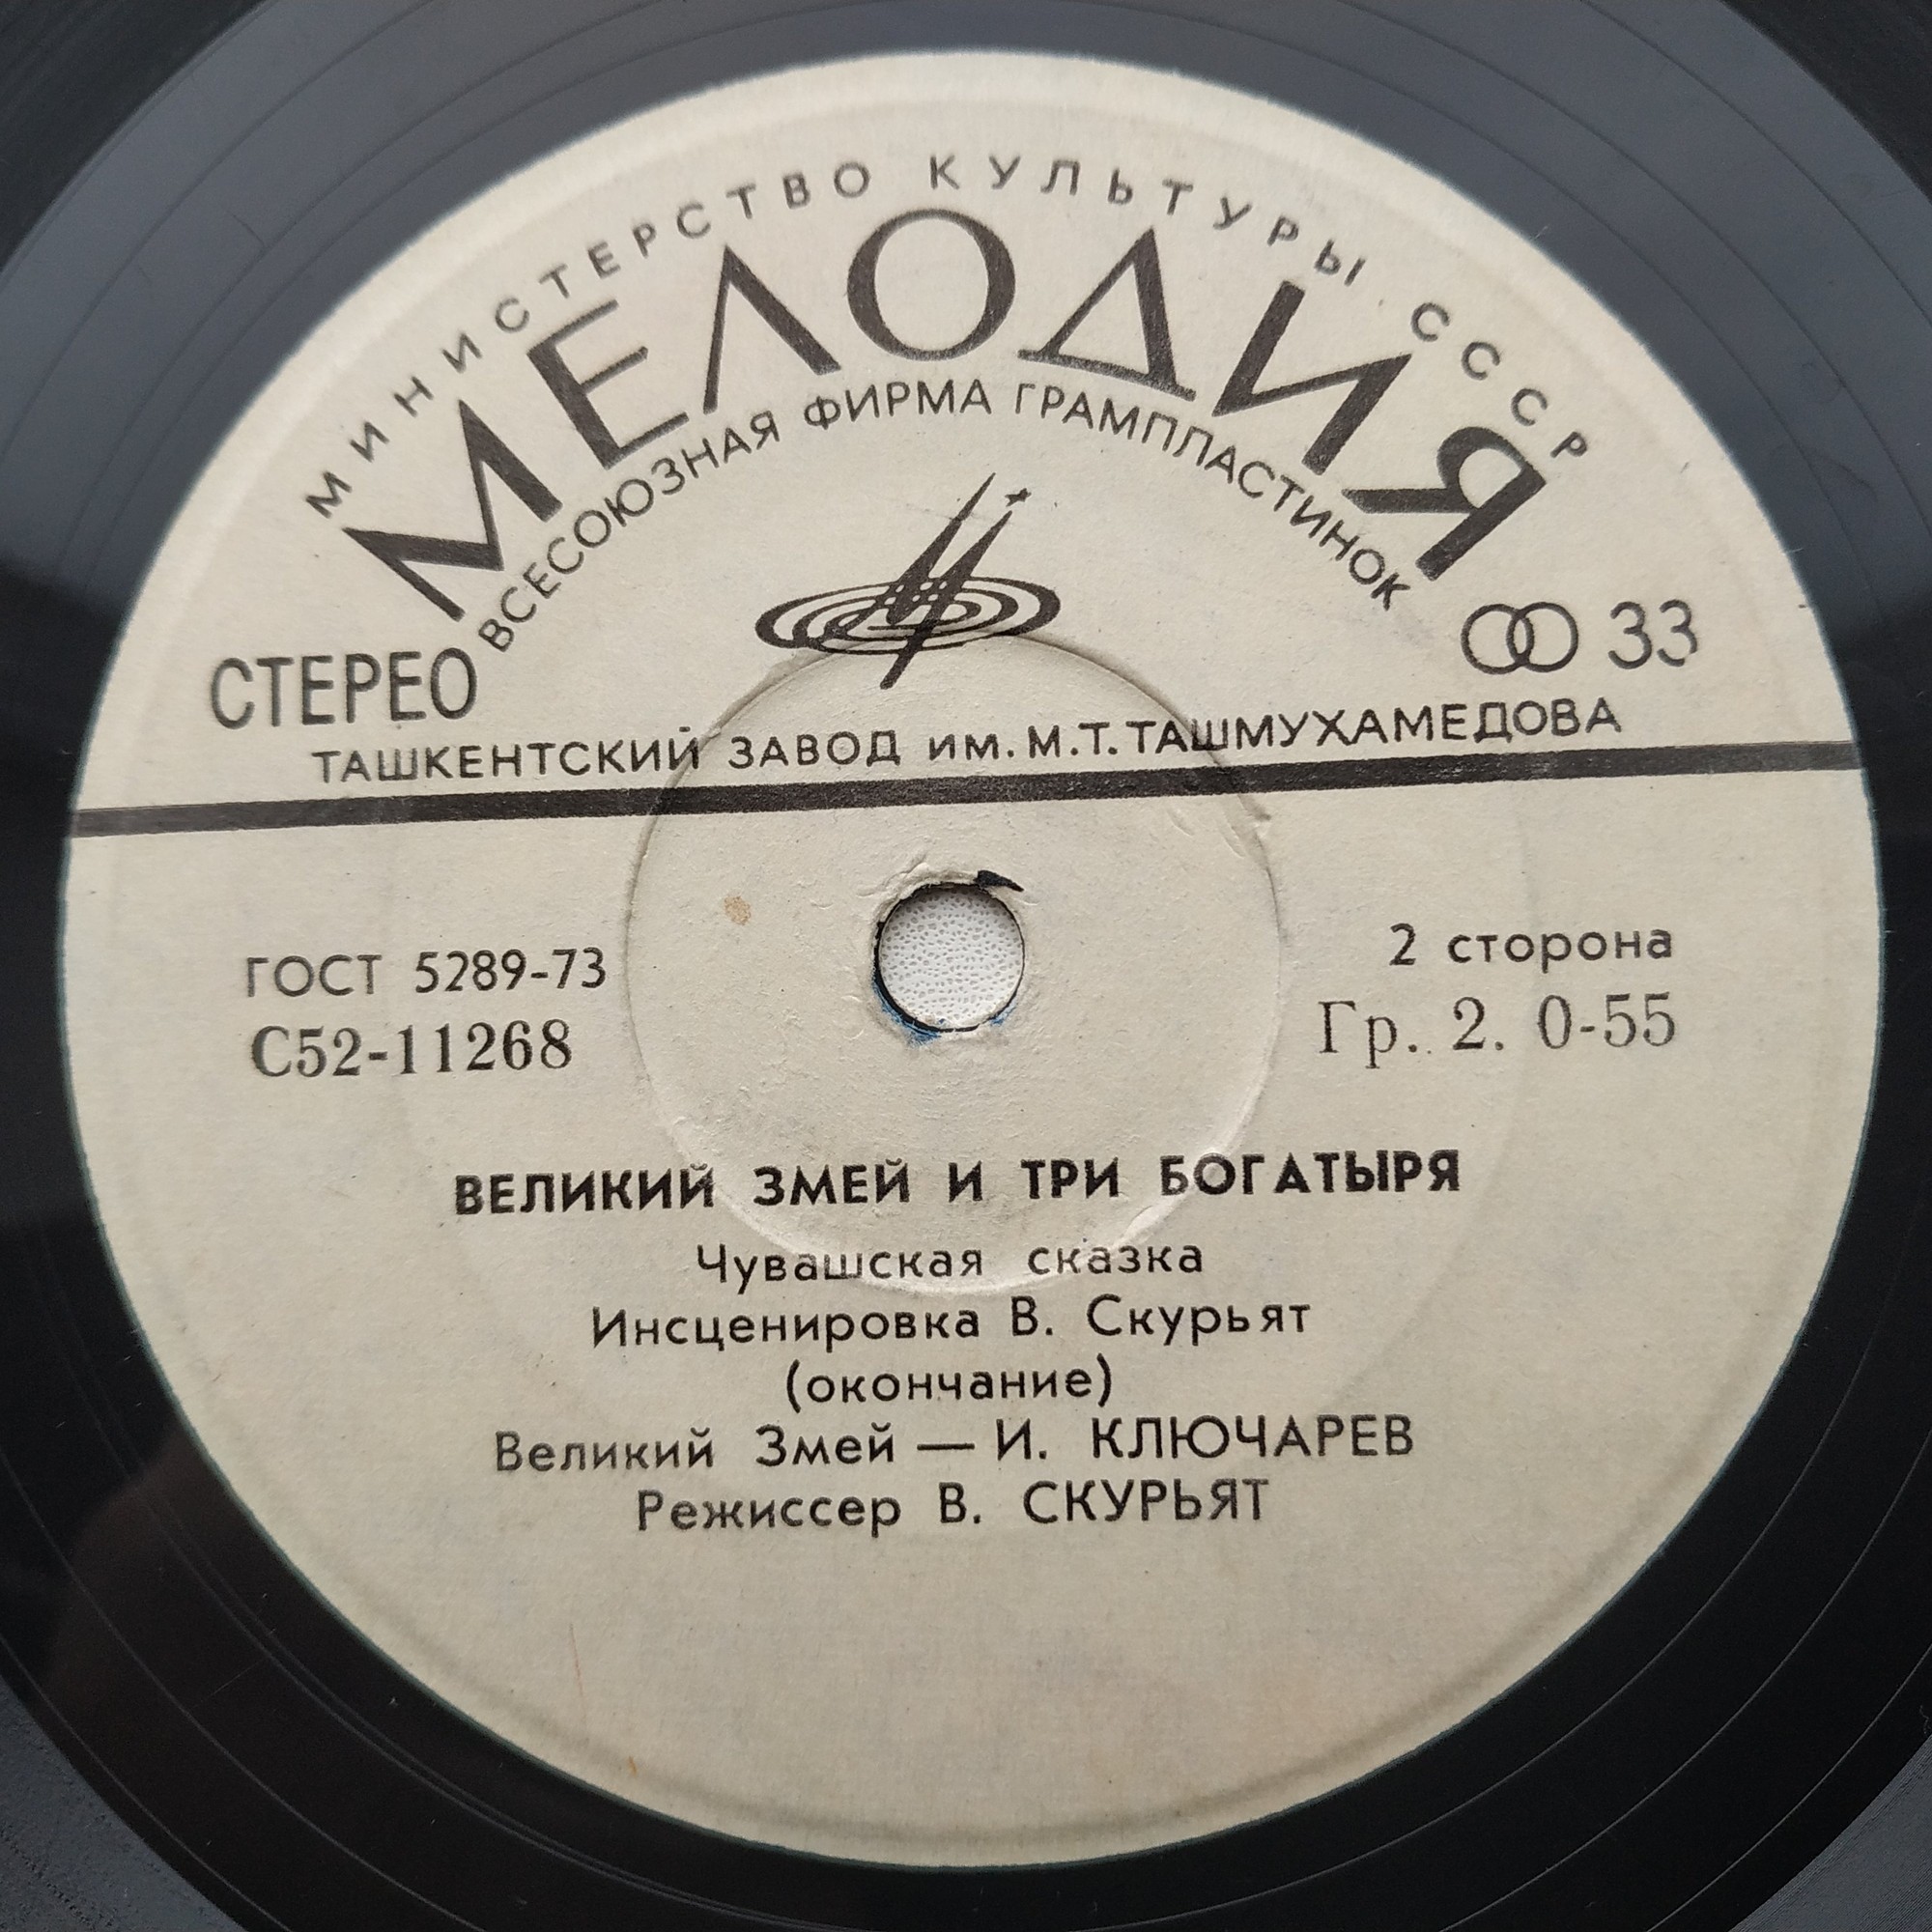 МИНИСТЕРСТВО КУЛЬТУРЫ СССР
МЕЛОДИЯ
ВСЕСОЮЗНАЯ ФИРМА ГРАМПЛАСТИНОК
СТЕРЕО
33
ТАШКЕНТСКИЙ ЗАВОД им. М.Т. ТАШМУХАМЕДОВА
ГОСТ 5289-73
С52-11268
2 сторона
Гр. 2. 0-55
ВЕЛИКИЙ ЗМЕЙ И ТРИ БОГАТЫРЯ
Чувашская сказка
Инсценировка В. Скурьят
(окончание)
Великий Змей — И. КЛЮЧАРЕВ
Режиссер В. СКУРЬЯТ